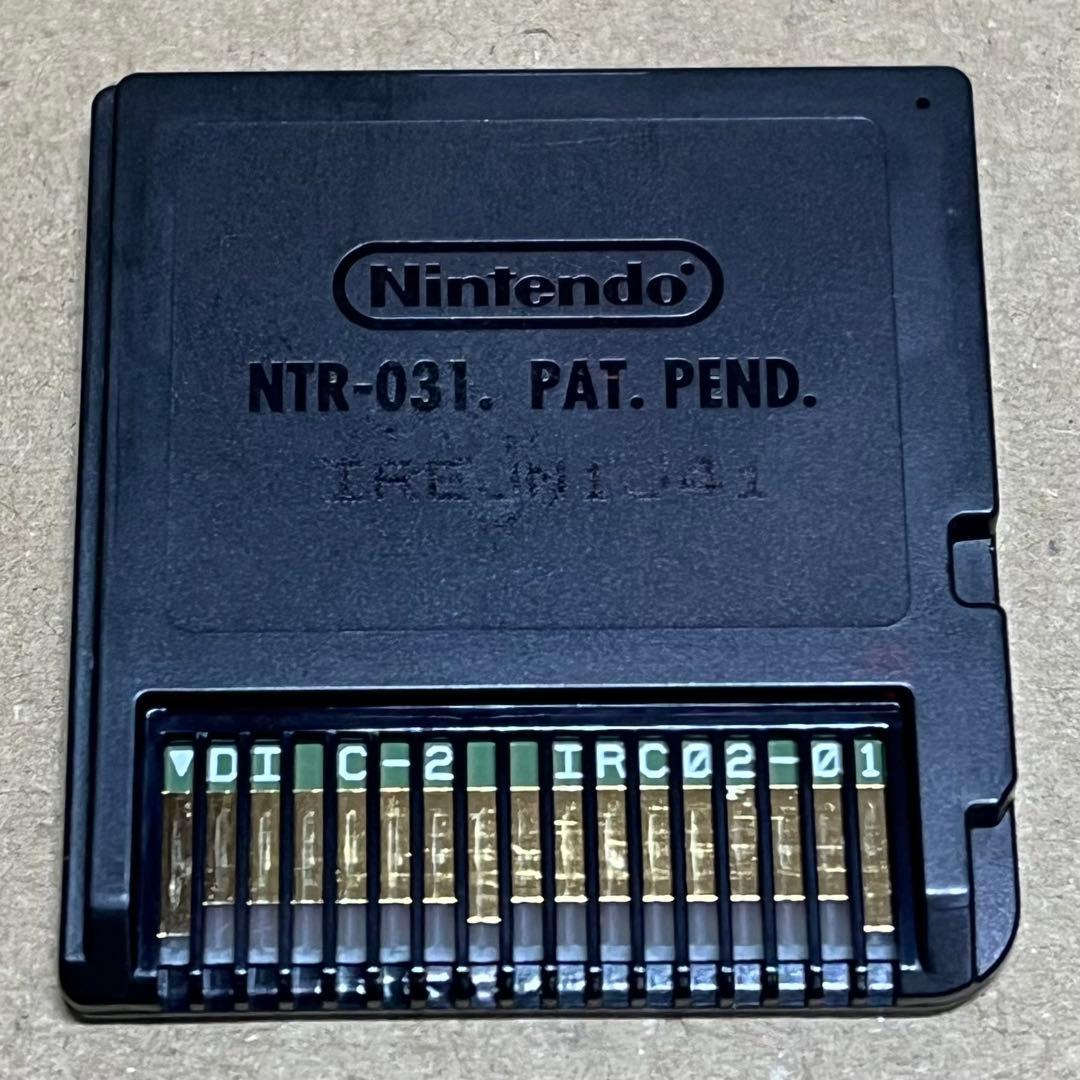 Nintendo
NTR-031. PAT. PEND.
▼DI C-2 IRC02-01